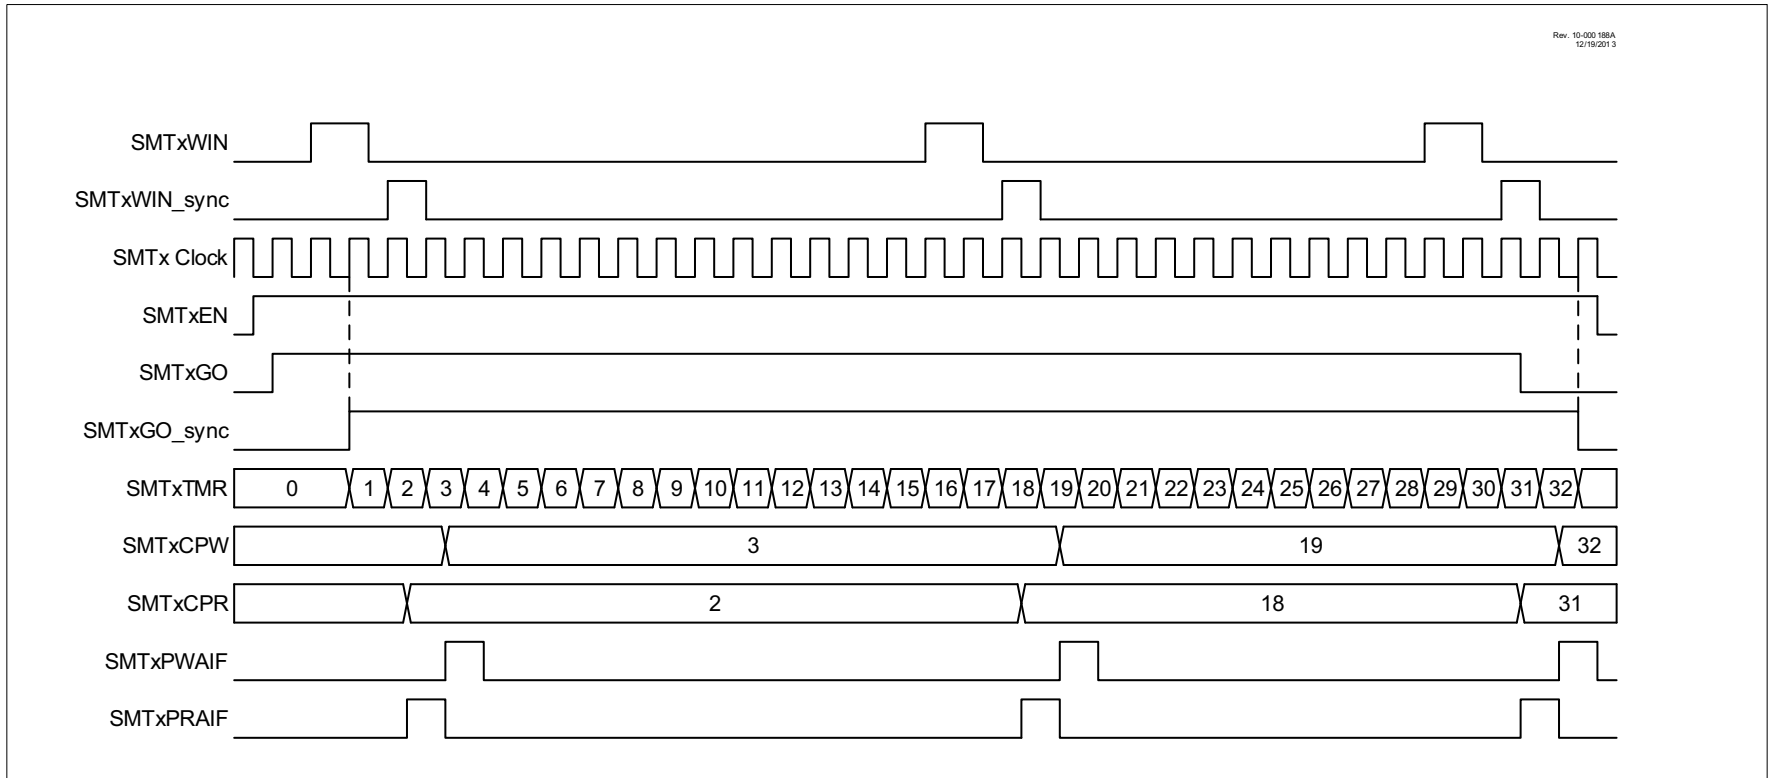 Rev. 10-000 188A
12/19/201 3
SMTxWIN
SMTxWIN_sync
SMTx Clock
SMTxEN
SMTxGO
SMTxGO_sync
SMTxTMR 0 1 2 3 4 5 6 7 8 9 10 11 12 13 14 15 16 17 18 19 20 21 22 23 24 25 26 27 28 29 30 31 32
SMTxCPW 3 19 32
SMTxCPR 2 18 31
SMTxPWAIF
SMTxPRAIF